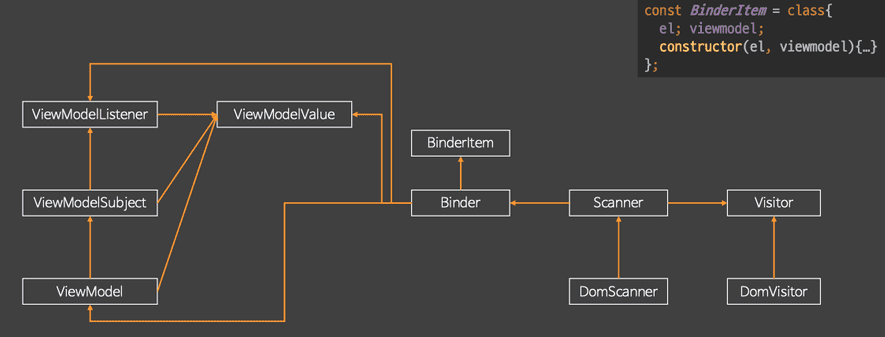 const BinderItem = class{
el; viewmodel;
constructor(el, viewmodel){…}
};
ViewModelListener
ViewModelValue
BinderItem
ViewModelSubject
Binder
Scanner
Visitor
ViewModel
DomScanner
DomVisitor